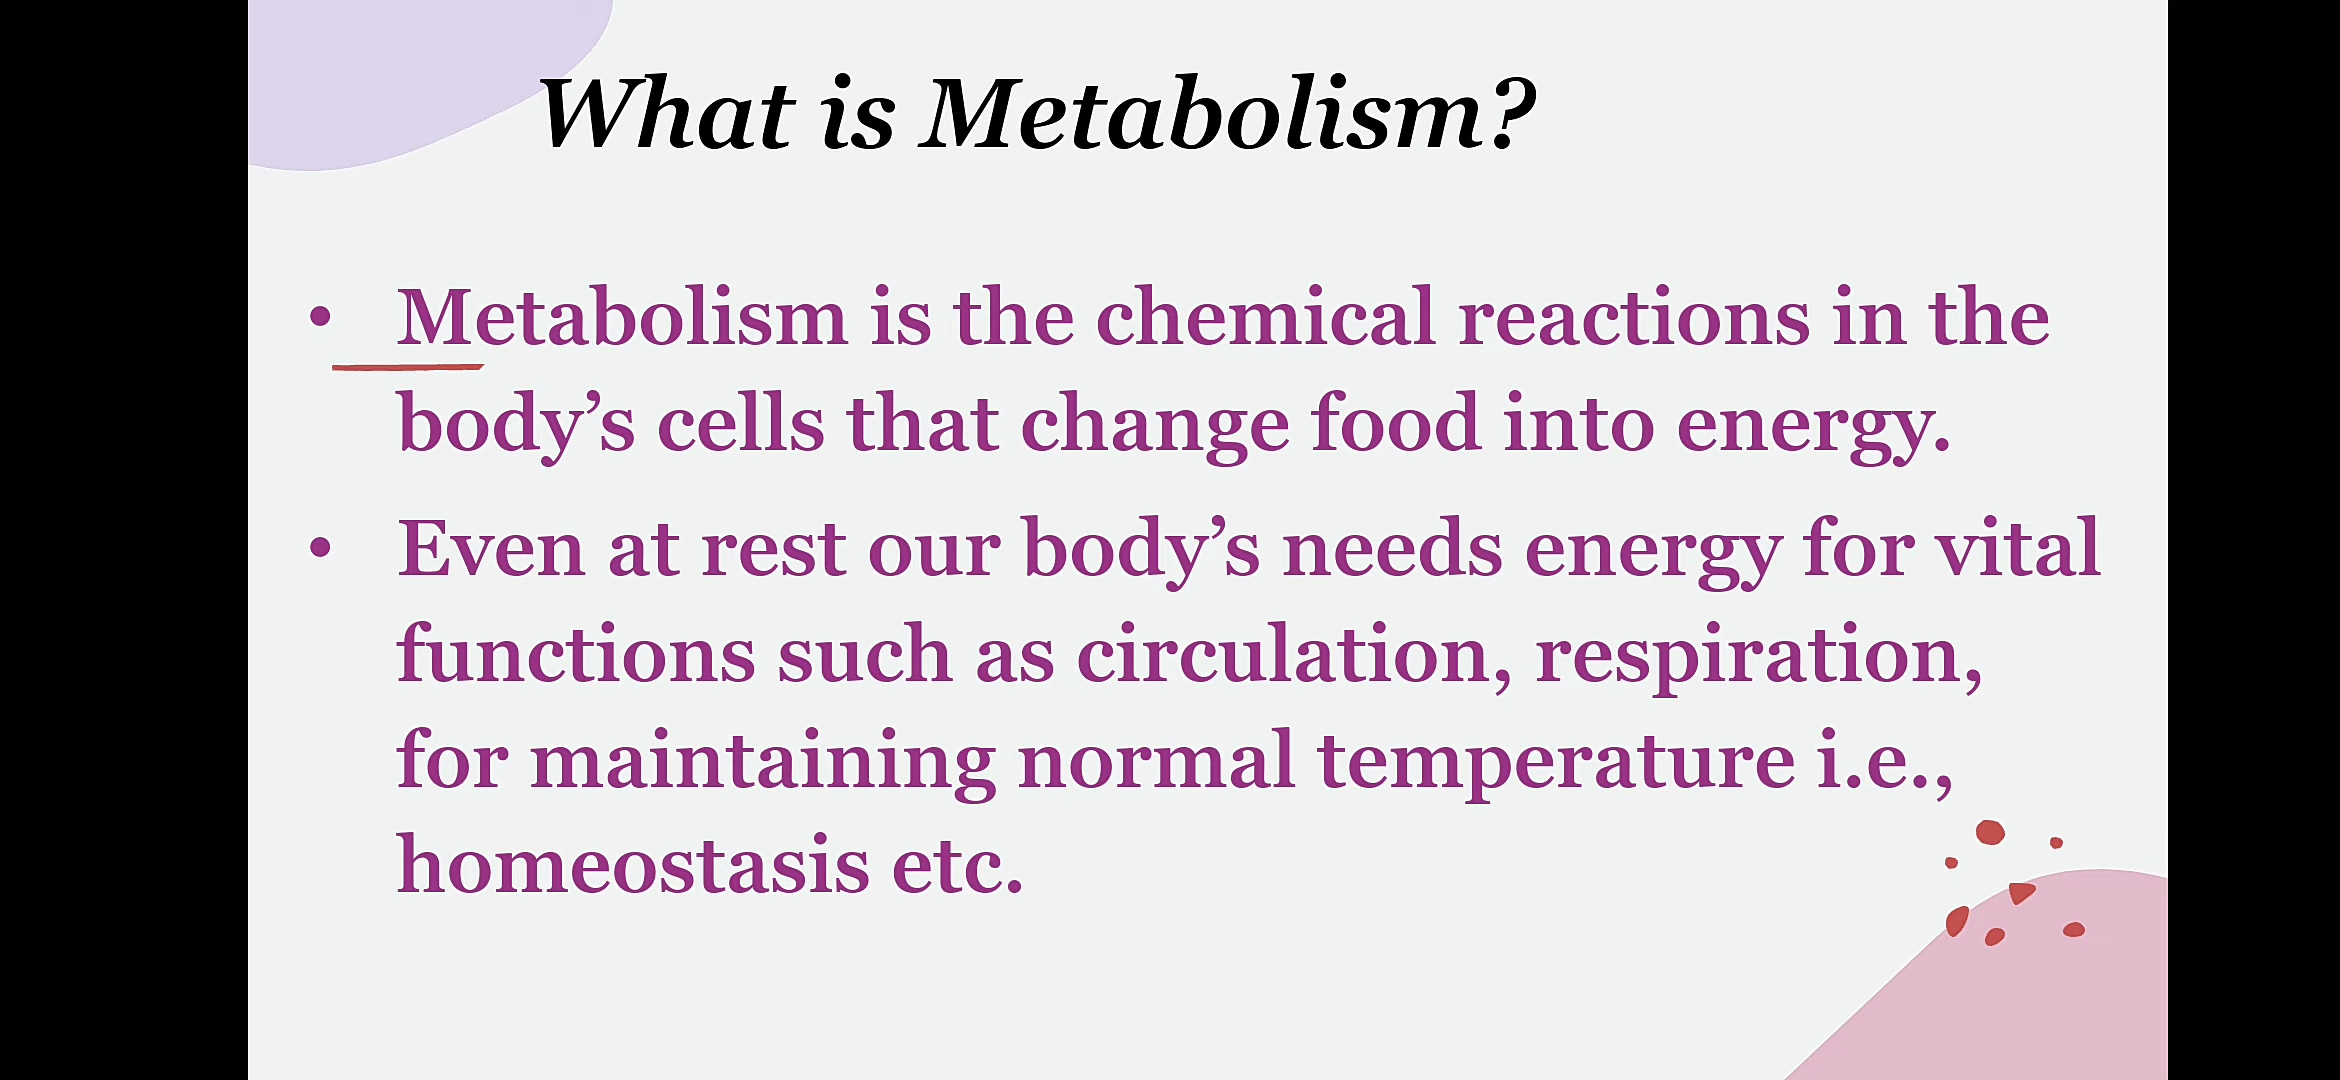 What is Metabolism?
• Metabolism is the chemical reactions in the
body’s cells that change food into energy.
• Even at rest our body’s needs energy for vital
functions such as circulation, respiration,
for maintaining normal temperature i.e.,
homeostasis etc.